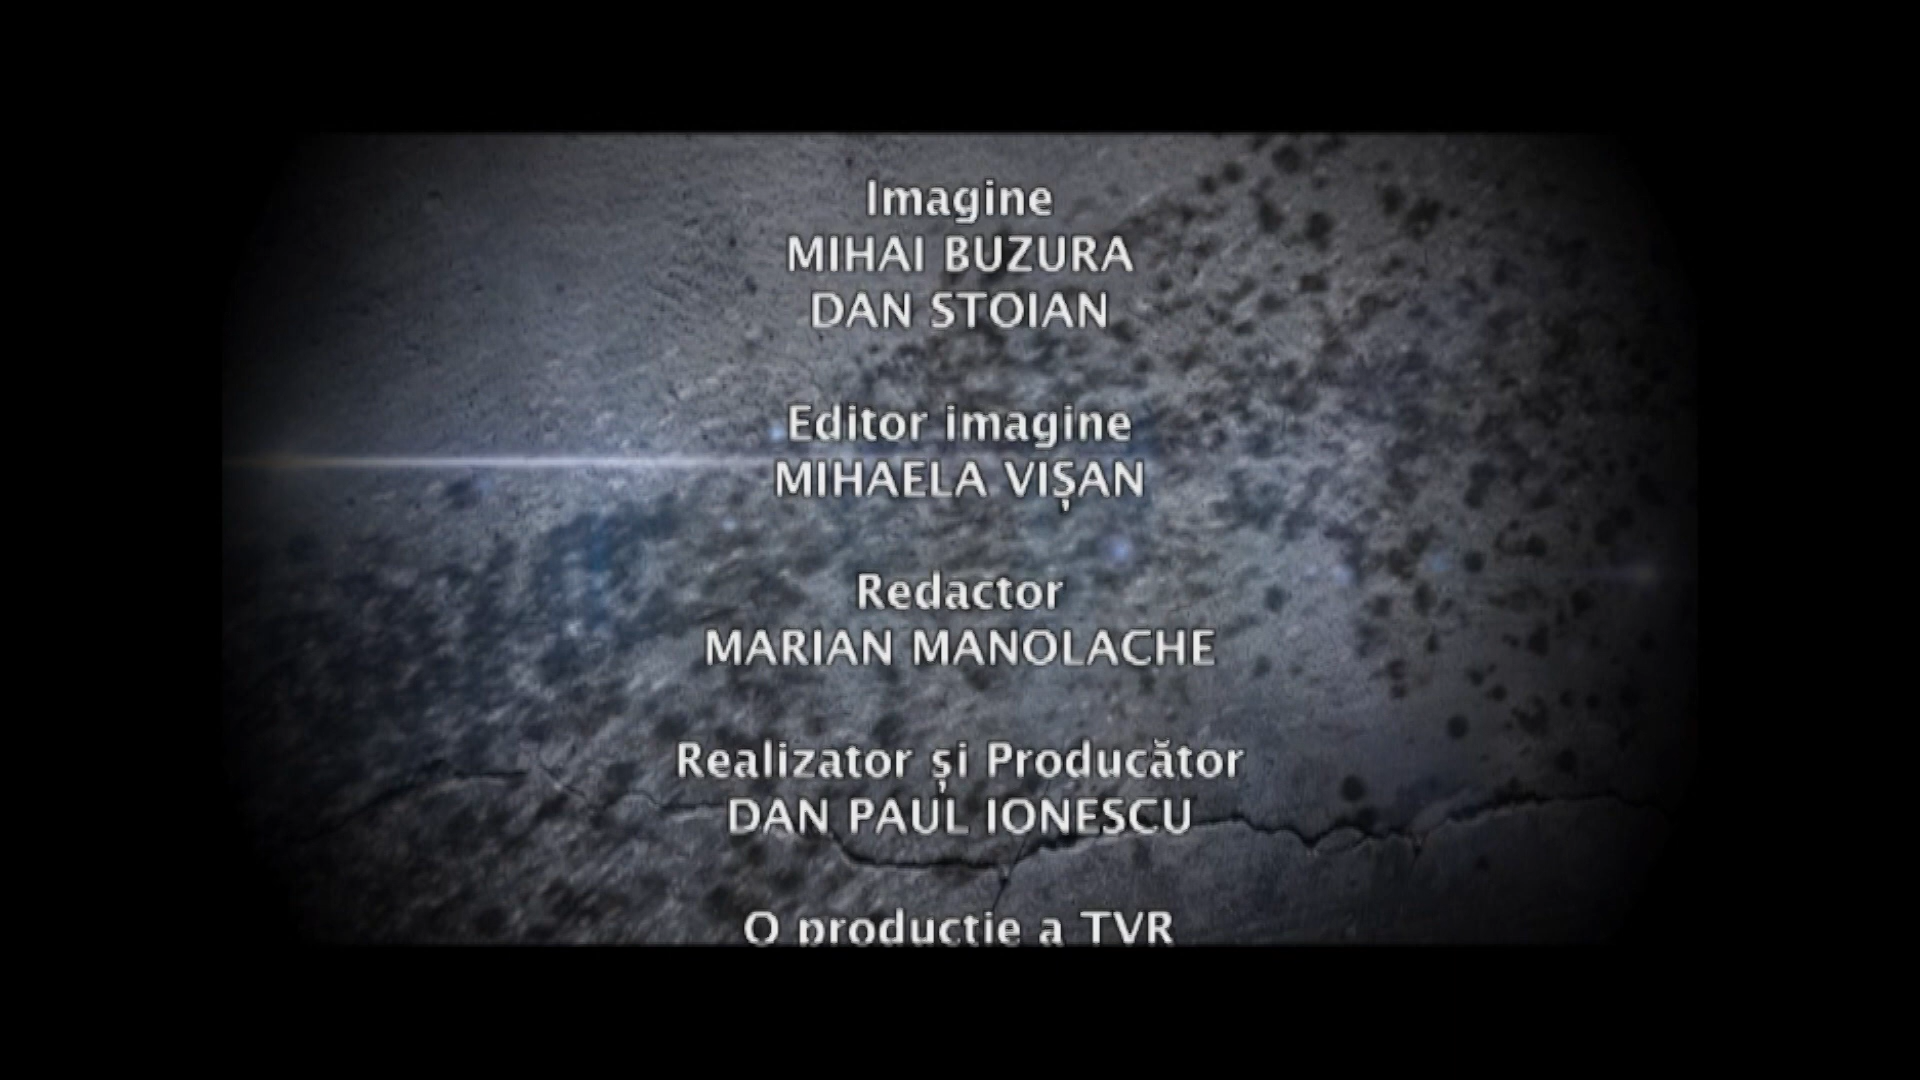 Imagine
MIHAI BUZURA
DAN STOIAN
Editor imagine
MIHAELA VIȘAN
Redactor
MARIAN MANOLACHE
Realizator și Producător
DAN PAUL IONESCU
O producție a TVR